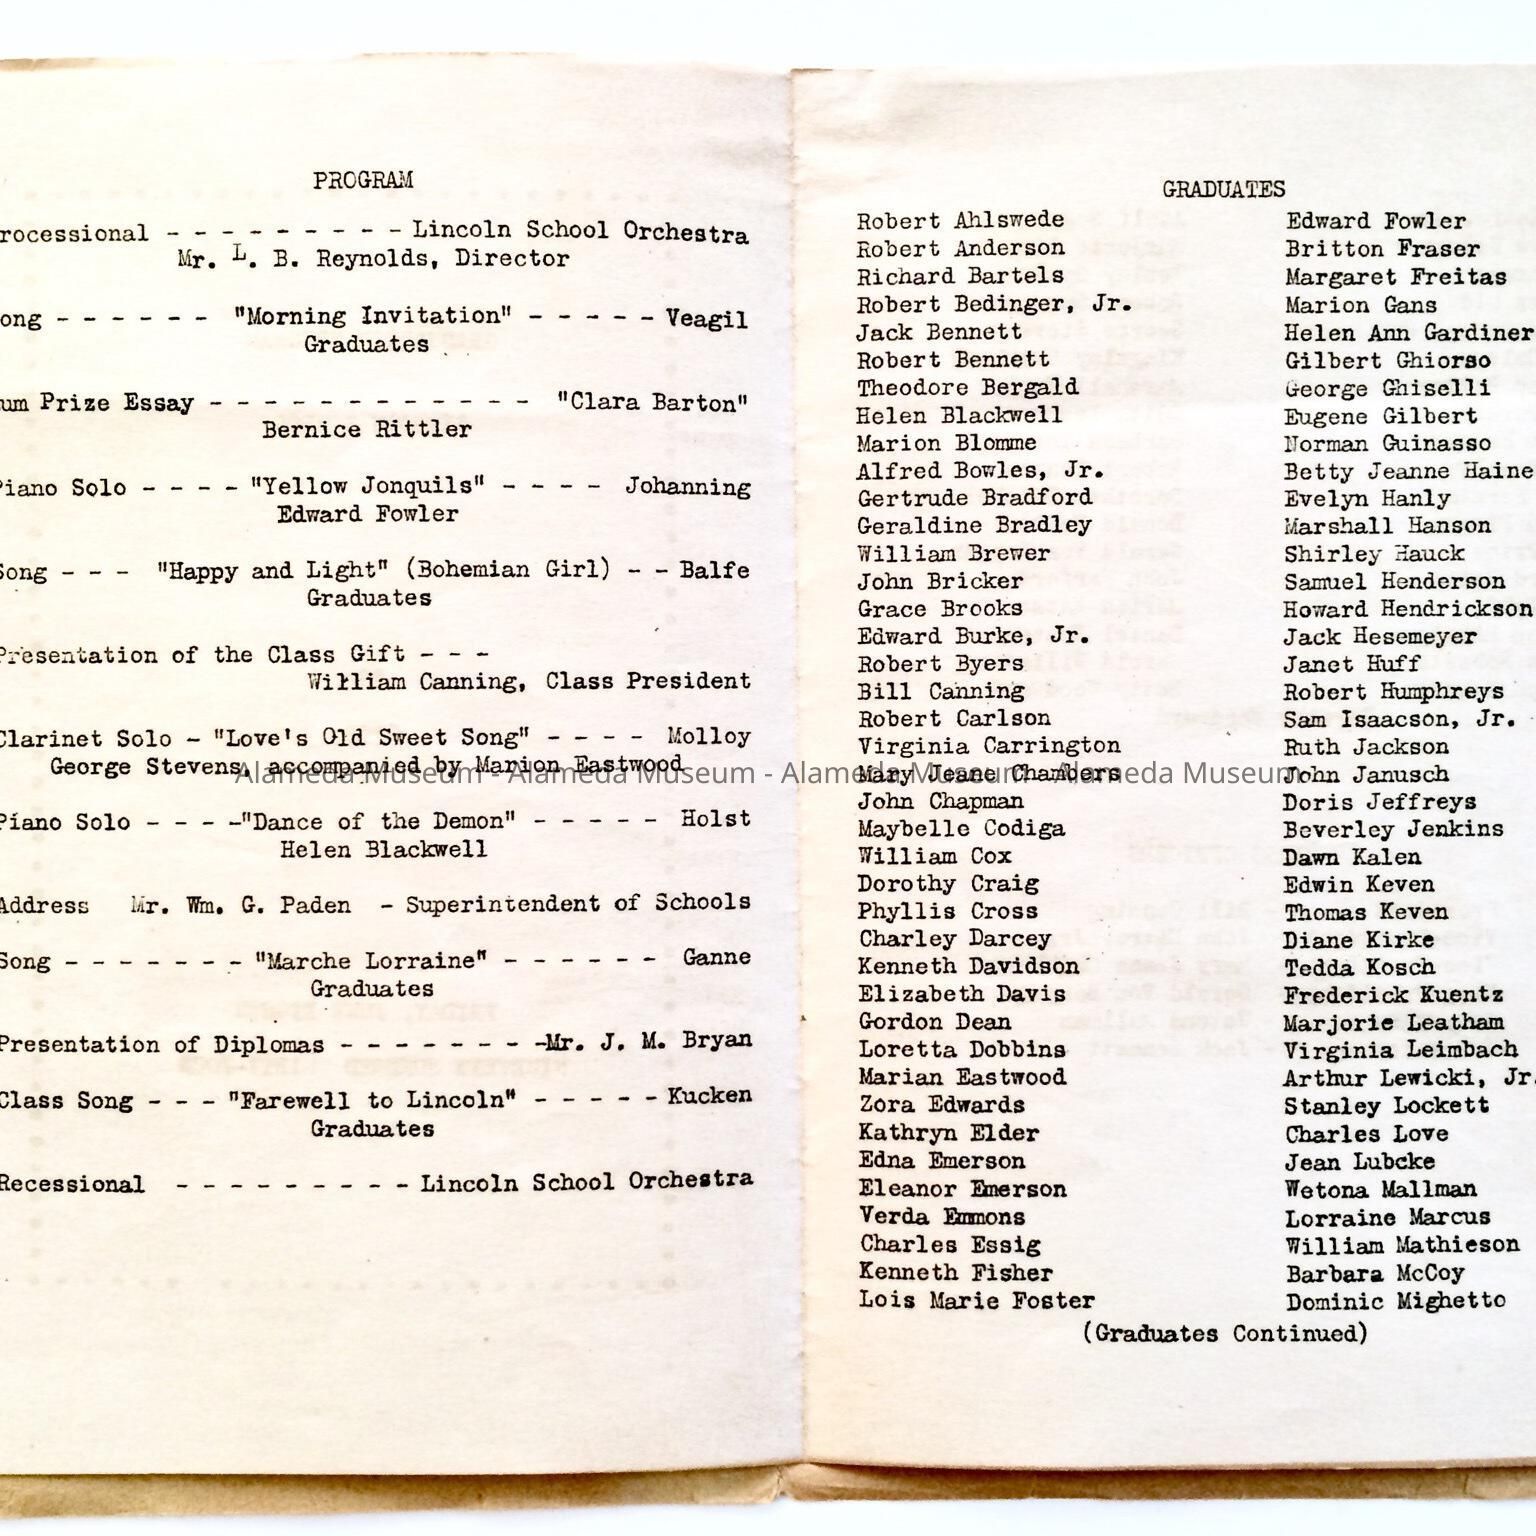 PROGRAM
rocessional - - - - - - - - - Lincoln School Orchestra
Mr. L. B. Reynolds, Director
ong - - - - - - "Morning Invitation" - - - - - Veagil
Graduates
um Prize Essay - - - - - - - - - - - - "Clara Barton"
Bernice Rittler
Piano Solo - - - - "Yellow Jonquils" - - - - Johanning
Edward Fowler
Song - - - "Happy and Light" (Bohemian Girl) - - Balfe
Graduates
Presentation of the Class Gift - - -
William Canning, Class President
Clarinet Solo - "Love's Old Sweet Song" - - - - Molloy
George Stevens, accompanied by Marion Eastwood
Piano Solo - - - -"Dance of the Demon" - - - - - Holst
Helen Blackwell
Address Mr. Wm. G. Paden - Superintendent of Schools
Song - - - - - - - "Marche Lorraine" - - - - - - Ganne
Graduates
Presentation of Diplomas - - - - - - - -Mr. J. M. Bryan
Class Song - - - "Farewell to Lincoln" - - - - - Kucken
Graduates
Recessional - - - - - - - - - Lincoln School Orchestra
GRADUATES
Robert Ahlswede
Robert Anderson
Richard Bartels
Robert Bedinger, Jr.
Jack Bennett
Robert Bennett
Theodore Bergald
Helen Blackwell
Marion Blomme
Alfred Bowles, Jr.
Gertrude Bradford
Geraldine Bradley
William Brewer
John Bricker
Grace Brooks
Edward Burke, Jr.
Robert Byers
Bill Canning
Robert Carlson
Virginia Carrington
Mary Jeane Chambers
John Chapman
Maybelle Codiga
William Cox
Dorothy Craig
Phyllis Cross
Charley Darcey
Kenneth Davidson
Elizabeth Davis
Gordon Dean
Loretta Dobbins
Marian Eastwood
Zora Edwards
Kathryn Elder
Edna Emerson
Eleanor Emerson
Verda Emmons
Charles Essig
Kenneth Fisher
Lois Marie Foster
Edward Fowler
Britton Fraser
Margaret Freitas
Marion Gans
Helen Ann Gardiner
Gilbert Ghiorso
George Ghiselli
Eugene Gilbert
Norman Guinasso
Betty Jeanne Haine
Evelyn Hanly
Marshall Hanson
Shirley Hauck
Samuel Henderson
Howard Hendrickson
Jack Hesemeyer
Janet Huff
Robert Humphreys
Sam Isaacson, Jr.
Ruth Jackson
John Janusch
Doris Jeffreys
Beverley Jenkins
Dawn Kalen
Edwin Keven
Thomas Keven
Diane Kirke
Tedda Kosch
Frederick Kuentz
Marjorie Leatham
Virginia Leimbach
Arthur Lewicki, Jr.
Stanley Lockett
Charles Love
Jean Lubcke
Wetona Mallman
Lorraine Marcus
William Mathieson
Barbara McCoy
Dominic Mighetto
(Graduates Continued)
Alameda Museum - Alameda Museum - Alameda Museum - Alameda Museum